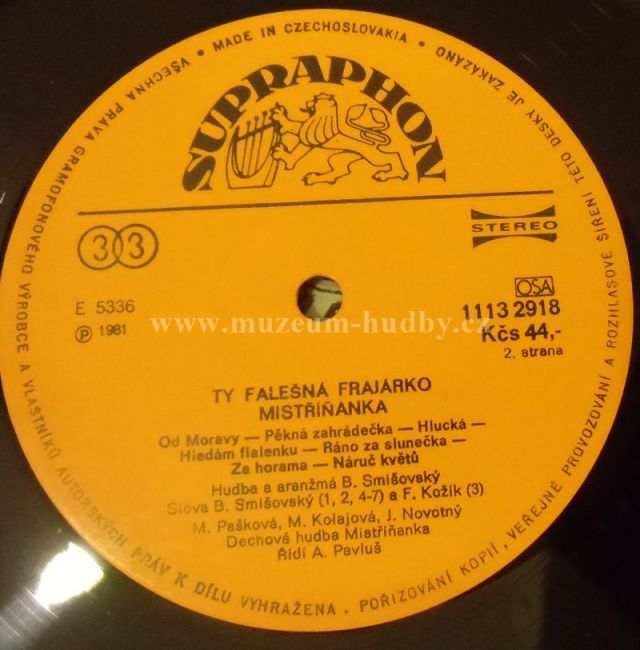 VŠECHNA PRÁVA GRAMOFONOVÉHO VÝROBCE A VLASTNÍKŮ AUTORSKÝCH PRÁV K DÍLU VYHRAŽENA . POŘIZOVÁNÍ KOPIÍ, VEŘEJNÉ PROVOZOVÁNÍ A ROZHLASOVÉ ŠÍŘENÍ TÉTO DESKY JE ZAKÁZÁNO • MADE IN CZECHOSLOVAKIA •
SUPRAPHON
33
STEREO
E 5336
Ⓟ 1981
OSA
1113 2918
Kčs 44,-
2. strana
www.muzeum-hudby.cz
TY FALEŠNÁ FRAJÁRKO
MISTŘÍŇANKA
Od Moravy — Pěkná zahrádečka — Hlucká —
Hledám fialenku — Ráno za slunečka —
Za horama — Náruč květů
Hudba a aranžmá B. Smišovský
Slova B. Smišovský (1, 2, 4-7) a F. Kožík (3)
M. Pašková, M. Kolajová, J. Novotný
Dechová hudba Mistříňanka
Řídí A. Pavluš